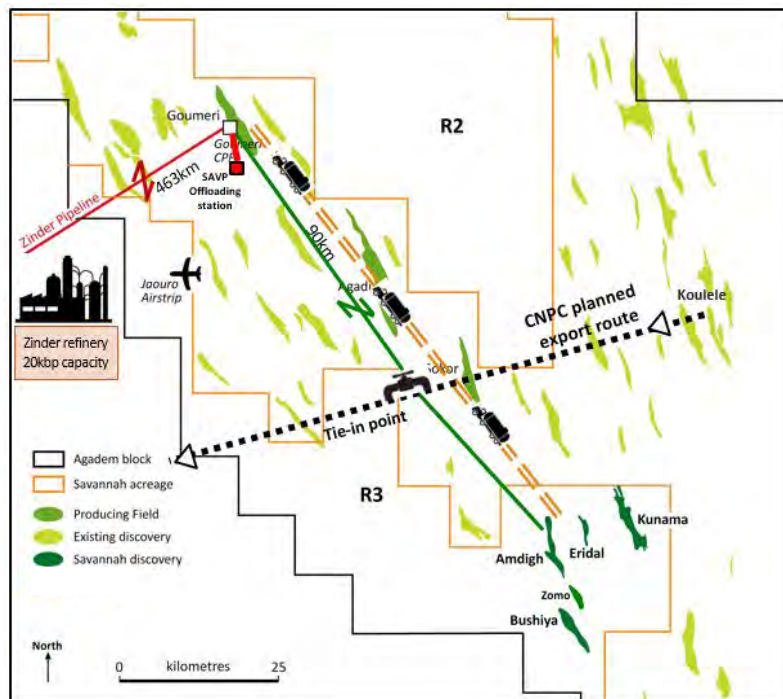 R2
Goumeri
Goumeri
CPF
SAVP
Offloading
station
463km
Zinder Pipeline
90km
Jaouro
Airstrip
Agadi
Koulele
CNPC planned
export route
Zinder refinery
20kbp capacity
Sokor
Tie-in point
Agadem block
Savannah acreage
R3
Producing Field
Existing discovery
Savannah discovery
Kunama
Eridal
Amdigh
Zomo
Bushiya
North
0 kilometres 25